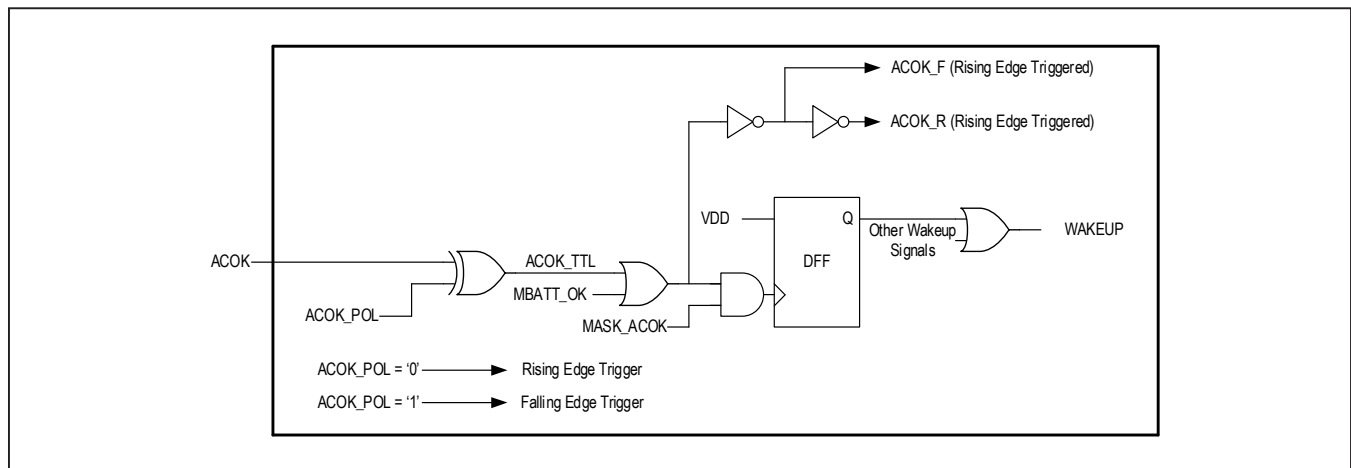 ACOK_F (Rising Edge Triggered)
ACOK_R (Rising Edge Triggered)
VDD
Q
Other Wakeup
Signals
WAKEUP
DFF
ACOK
ACOK_TTL
MBATT_OK
ACOK_POL
MASK_ACOK
ACOK_POL = ‘0’ Rising Edge Trigger
ACOK_POL = ‘1’ Falling Edge Trigger